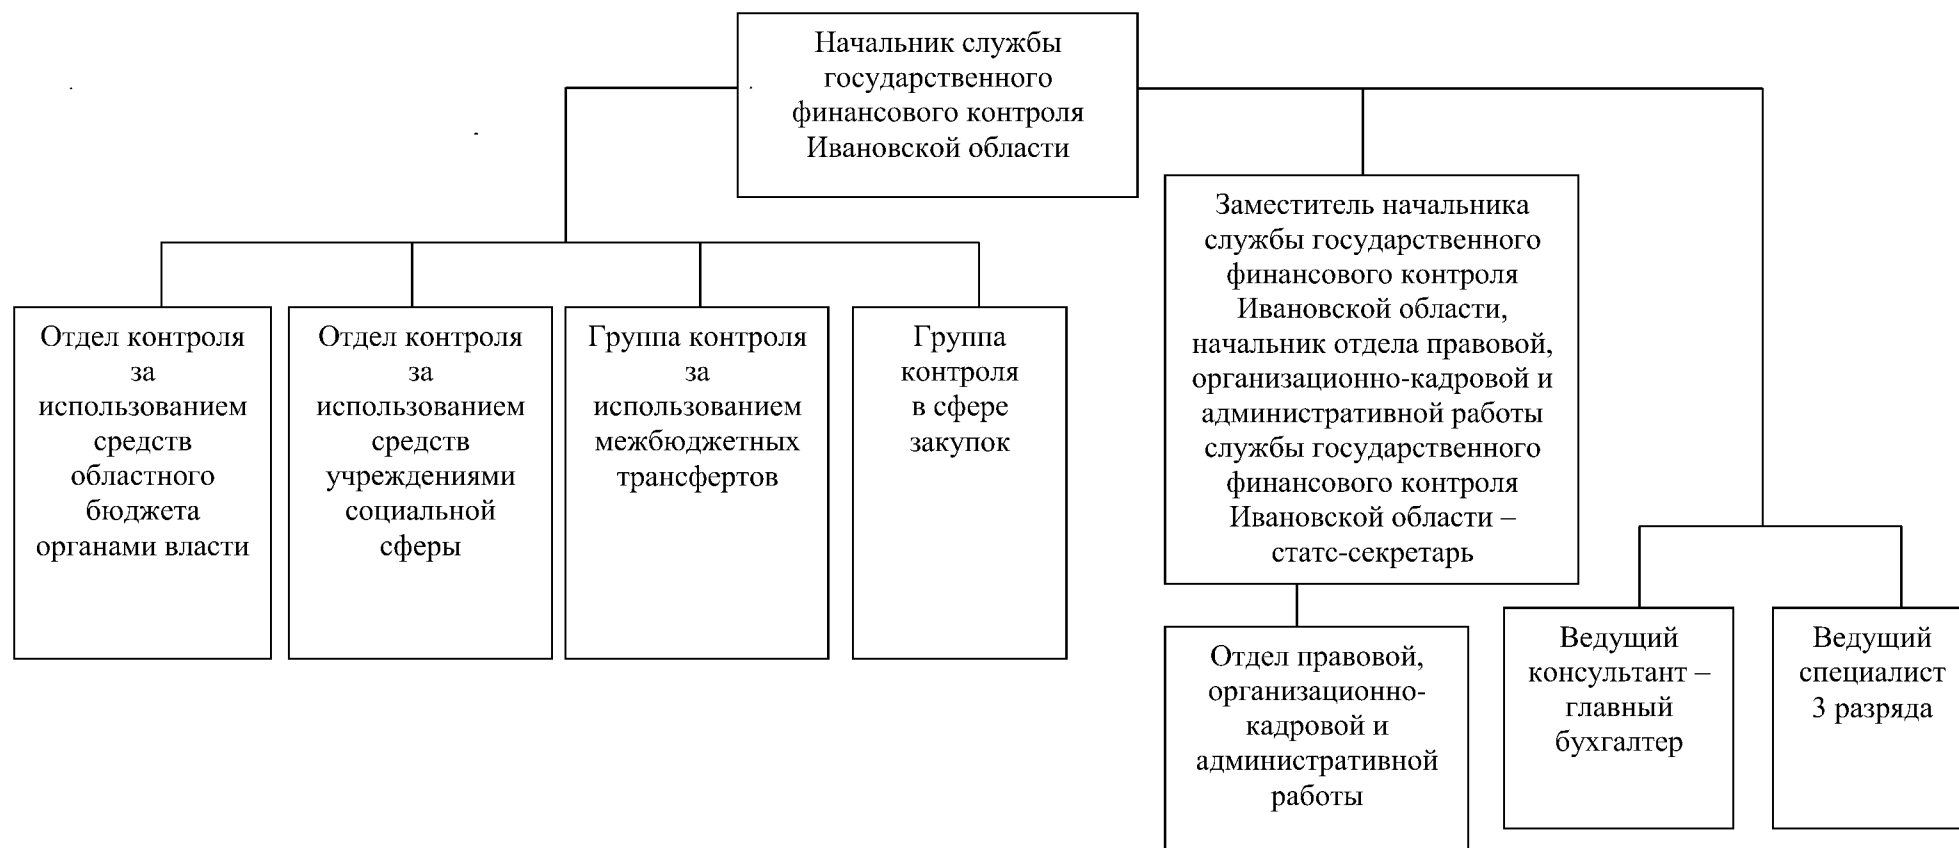 Начальник службы
государственного
финансового контроля
Ивановской области
Заместитель начальника
службы государственного
финансового контроля
Ивановской области,
начальник отдела правовой,
организационно-кадровой и
административной работы
службы государственного
финансового контроля
Ивановской области –
статс-секретарь
Отдел контроля
за
использованием
средств
областного
бюджета
органами власти
Отдел контроля
за
использованием
средств
учреждениями
социальной
сферы
Группа контроля
за
использованием
межбюджетных
трансфертов
Группа
контроля
в сфере
закупок
Отдел правовой,
организационно-
кадровой и
административной
работы
Ведущий
консультант –
главный
бухгалтер
Ведущий
специалист
3 разряда